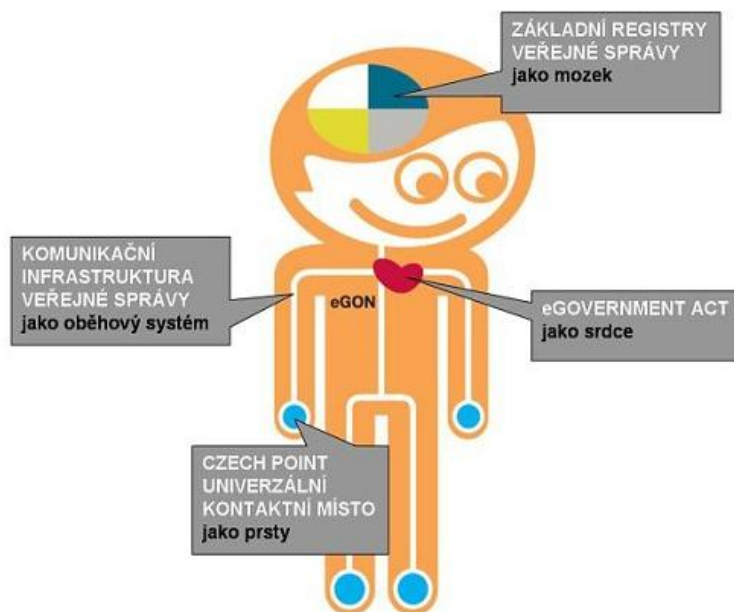 ZÁKLADNÍ REGISTRY
VEŘEJNÉ SPRÁVY
jako mozek
KOMUNIKAČNÍ
INFRASTRUKTURA
VEŘEJNÉ SPRÁVY
jako oběhový systém
eGON
eGOVERNMENT ACT
jako srdce
CZECH POINT
UNIVERZÁLNÍ
KONTAKTNÍ MÍSTO
jako prsty